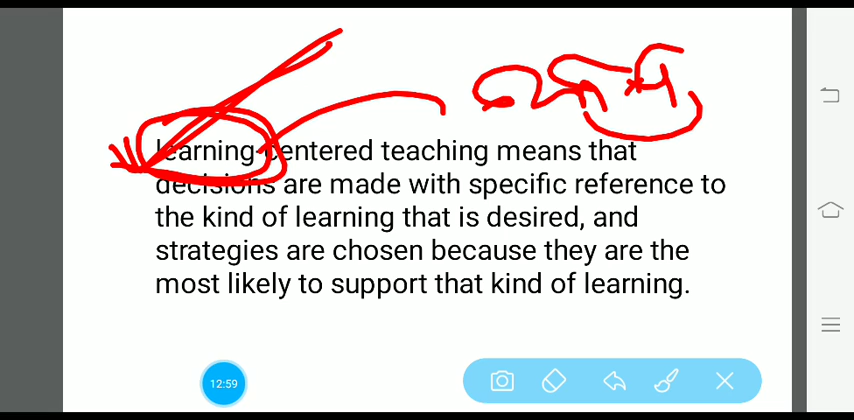 learning-centered teaching means that
decisions are made with specific reference to
the kind of learning that is desired, and
strategies are chosen because they are the
most likely to support that kind of learning.
12:59